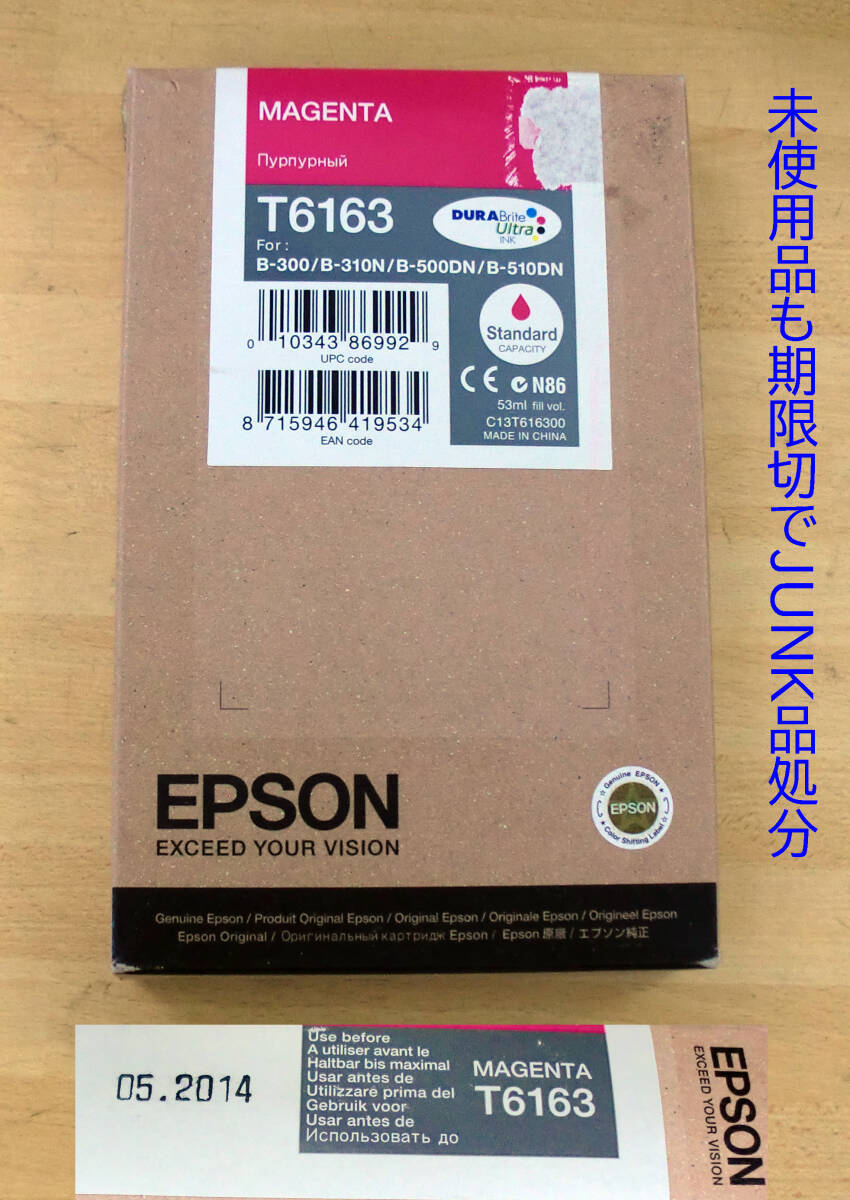 MAGENTA
Пурпурный
T6163
DURABrite
Ultra
INK
For :
B-300/B-310N/B-500DN/B-510DN
0 10343 86992 9
UPC code
8 715946 419534
EAN code
Standard
CAPACITY
CE N86
53ml fill vol.
C13T616300
MADE IN CHINA
未使用品も期限切でJUNK品処分
EPSON
EXCEED YOUR VISION
Genuine EPSON
EPSON
Color Shifting Label
Genuine Epson / Produit Original Epson / Original Epson / Originale Epson / Origineel Epson
Epson Original / Оригинальный картридж Epson / Epson 原廠 / エプソン純正
05.2014
Use before
A utiliser avant le
Haltbar bis maximal
Usar antes de
Utilizzare prima del
Gebruik voor
Usar antes de
Использовать до
MAGENTA
T6163
EPSON
EXCEED YOUR VISION